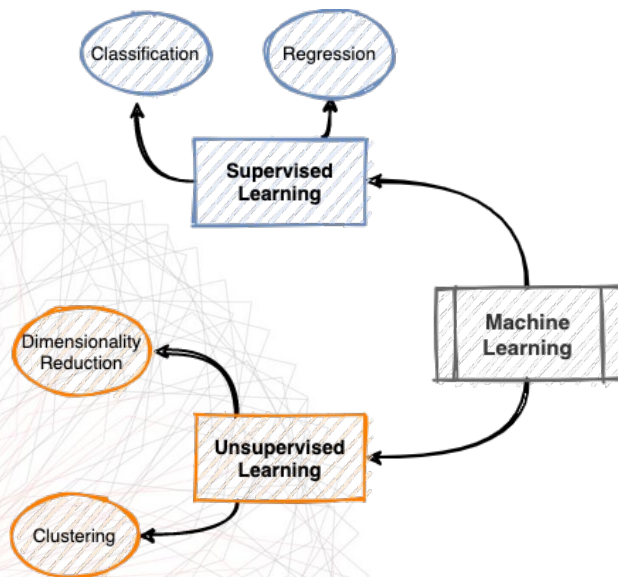 Classification
Regression
Supervised
Learning
Machine
Learning
Dimensionality
Reduction
Unsupervised
Learning
Clustering